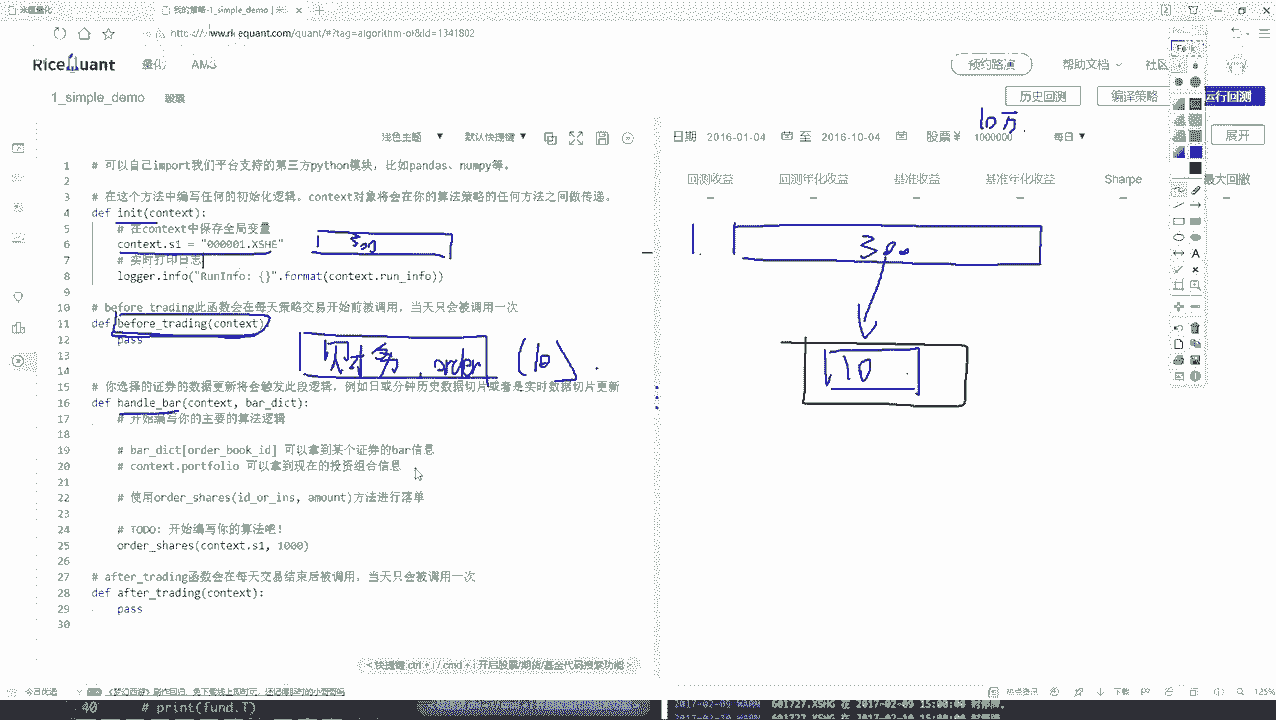 我的策略-1_simple_demo
www.ricequant.com/quant/#?tag=algorithm-ol&id=1341802
RiceQuant
量化
预约路演
帮助文档
社区
1_simple_demo
股票
历史回测
编译策略
运行回测
10万
浅色主题
默认快捷键
日期 2016-01-04 至 2016-10-04 股票¥ 1000000 每日
展开
回测收益 回测年化收益 基准收益 基准年化收益 Sharpe 最大回撤
1 # 可以自己import我们平台支持的第三方python模块，比如pandas、numpy等。
2
3 # 在这个方法中编写任何的初始化逻辑。context对象将会在你的算法策略的任何方法之间做传递。
4 def init(context):
5 # 在context中保存全局变量
6 context.s1 = "000001.XSHE"
7 # 实时打印日志
8 logger.info("RunInfo: {}".format(context.run_info))
9
10 # before_trading此函数会在每天策略交易开始前被调用，当天只会被调用一次
11 def before_trading(context):
12 pass
13
14
15 # 你选择的证券的数据更新将会触发此段逻辑，例如日或分钟历史数据切片或者是实时数据切片更新
16 def handle_bar(context, bar_dict):
17 # 开始编写你的主要的算法逻辑
18
19 # bar_dict[order_book_id] 可以拿到某个证券的bar信息
20 # context.portfolio 可以拿到现在的投资组合信息
21
22 # 使用order_shares(id_or_ins, amount)方法进行落单
23
24 # TODO: 开始编写你的算法吧！
25 order_shares(context.s1, 1000)
26
27 # after_trading函数会在每天交易结束后被调用，当天只会被调用一次
28 def after_trading(context):
29 pass
30
300
财务 order (10)
1. 300
10
<快捷键 ctrl + i / cmd + i 开启股票/期货/基金代码搜索功能>
今日优选
下载
125%
40 # print(fund.T)